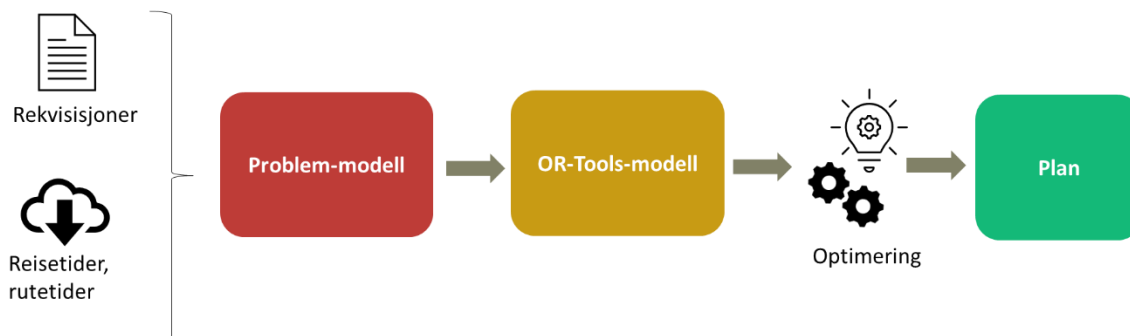 Rekvisisjoner
Reisetider,
rutetider
Problem-modell
OR-Tools-modell
Optimering
Plan